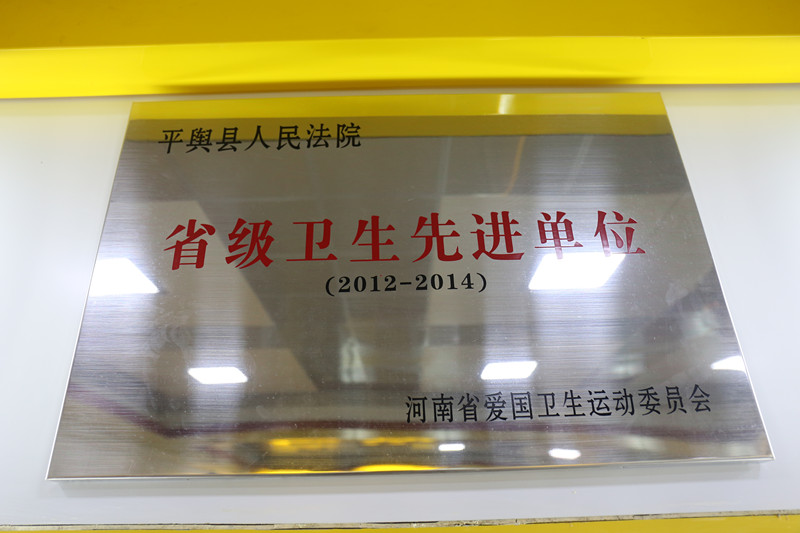 平舆县人民法院
省级卫生先进单位
(2012-2014)
河南省爱国卫生运动委员会